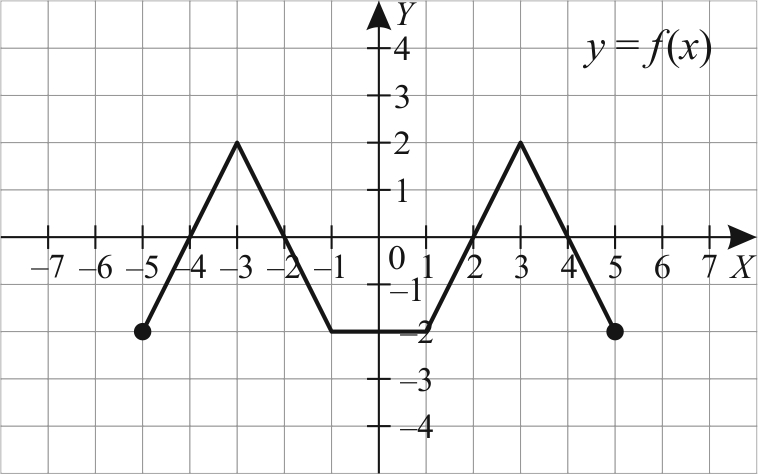 Y
4
y = f(x)
3
2
1
–7 –6 –5 –4 –3 –2 –1 0 1 2 3 4 5 6 7 X
–1
–2
–3
–4